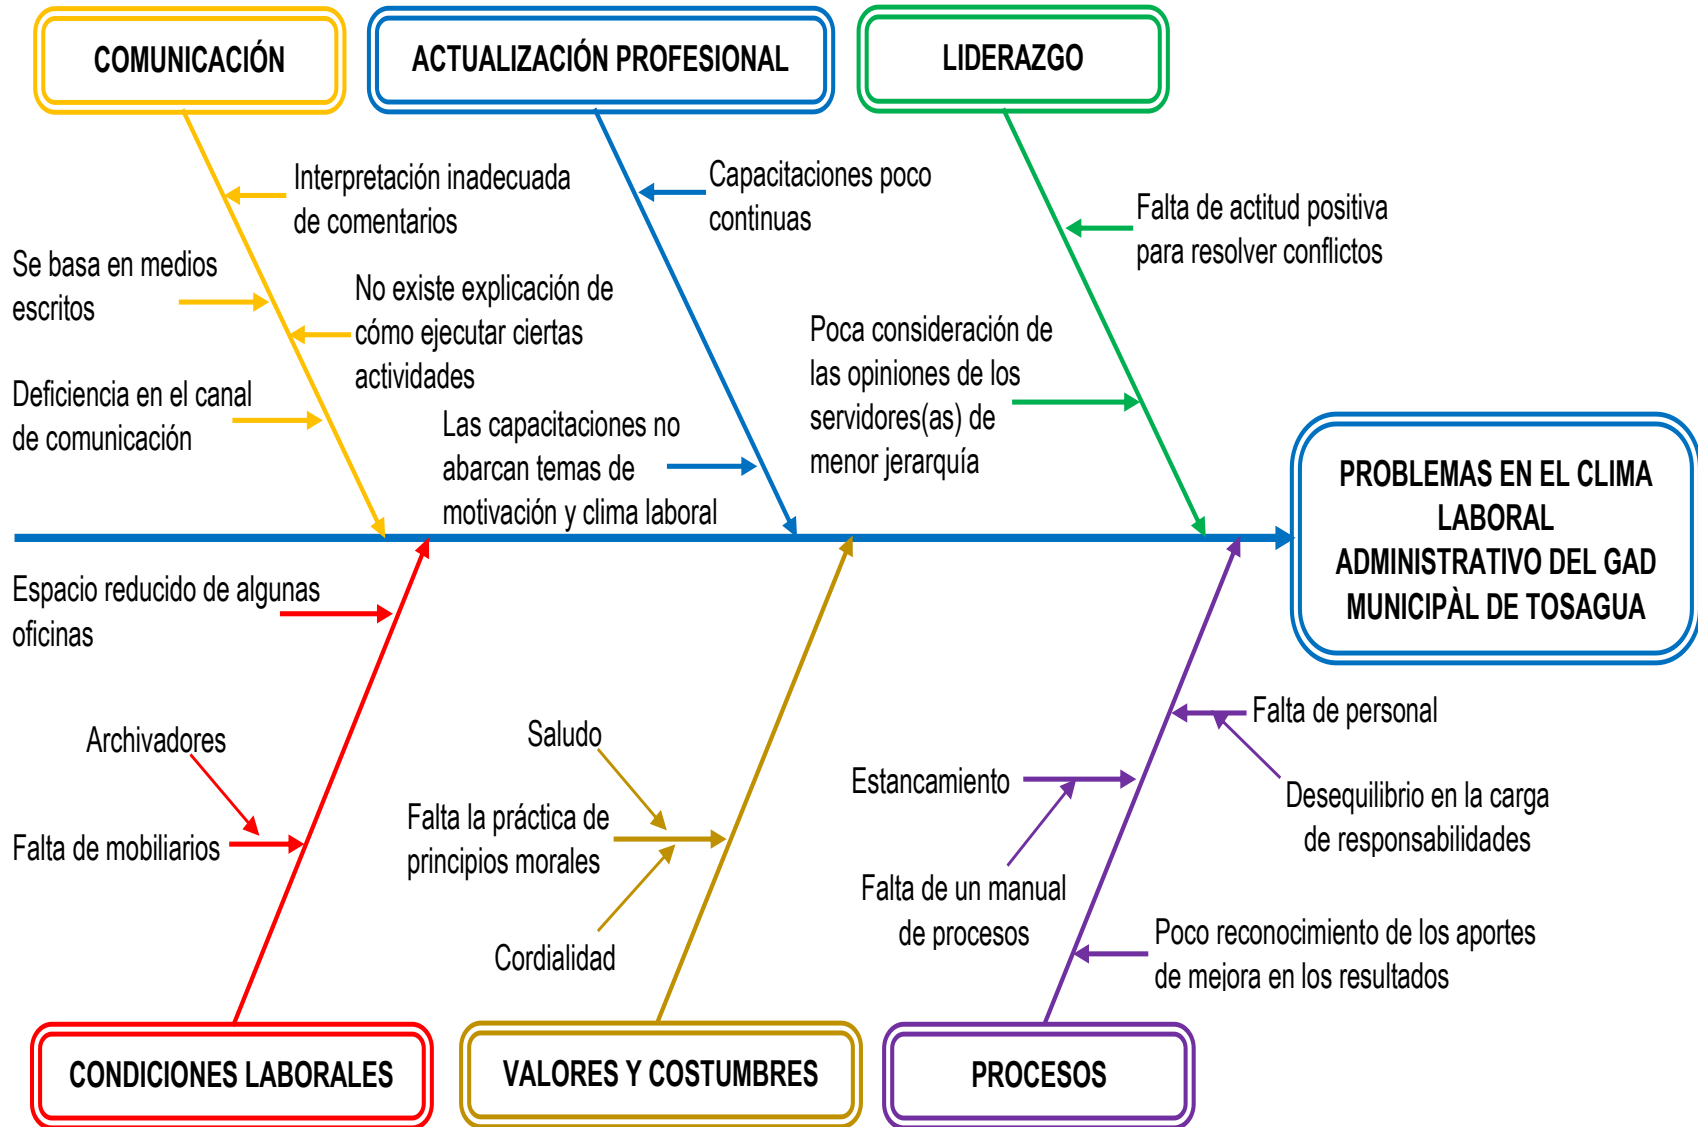 COMUNICACIÓN
ACTUALIZACIÓN PROFESIONAL
LIDERAZGO
Interpretación inadecuada
de comentarios
Se basa en medios
escritos
No existe explicación de
cómo ejecutar ciertas
actividades
Deficiencia en el canal
de comunicación
Capacitaciones poco
continuas
Las capacitaciones no
abarcan temas de
motivación y clima laboral
Falta de actitud positiva
para resolver conflictos
Poca consideración de
las opiniones de los
servidores(as) de
menor jerarquía
PROBLEMAS EN EL CLIMA
LABORAL
ADMINISTRATIVO DEL GAD
MUNICIPÀL DE TOSAGUA
Espacio reducido de algunas
oficinas
Archivadores
Falta de mobiliarios
Saludo
Falta la práctica de
principios morales
Cordialidad
Falta de personal
Estancamiento
Desequilibrio en la carga
de responsabilidades
Falta de un manual
de procesos
Poco reconocimiento de los aportes
de mejora en los resultados
CONDICIONES LABORALES
VALORES Y COSTUMBRES
PROCESOS